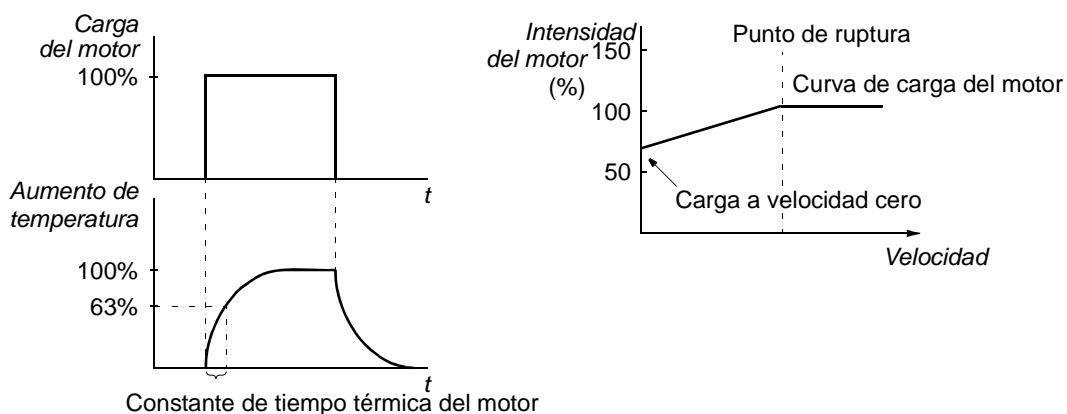 Carga
del motor
100%
t
Aumento de
temperatura
100%
63%
t
Constante de tiempo térmica del motor
Intensidad
del motor
(%)
150
100
50
Punto de ruptura
Curva de carga del motor
Carga a velocidad cero
Velocidad